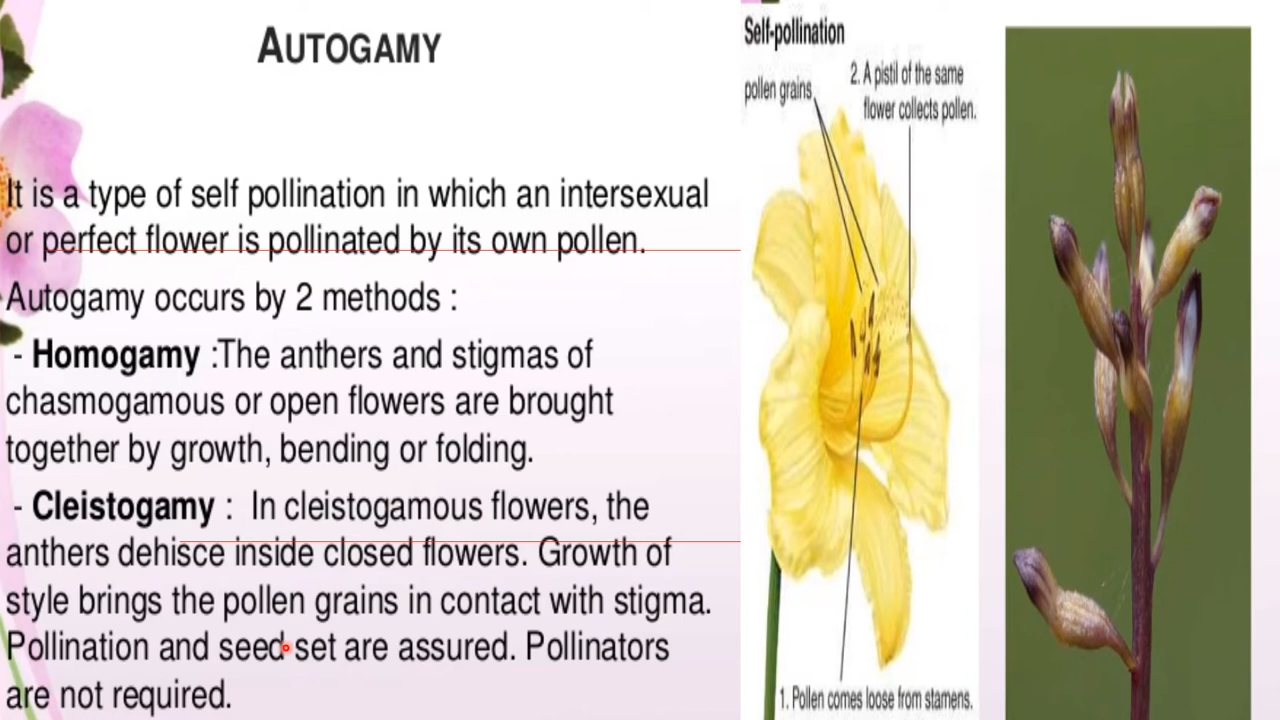 AUTOGAMY
It is a type of self pollination in which an intersexual
or perfect flower is pollinated by its own pollen.
Autogamy occurs by 2 methods :
- Homogamy :The anthers and stigmas of
chasmogamous or open flowers are brought
together by growth, bending or folding.
- Cleistogamy : In cleistogamous flowers, the
anthers dehisce inside closed flowers. Growth of
style brings the pollen grains in contact with stigma.
Pollination and seed set are assured. Pollinators
are not required.
Self-pollination
pollen grains
2. A pistil of the same
flower collects pollen.
1. Pollen comes loose from stamens.